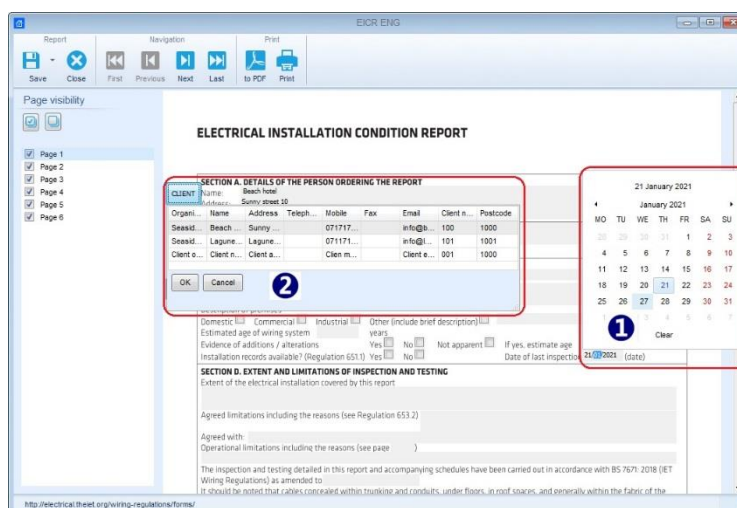 EICR ENG
Report Navigation Print
Save Close First Previous Next Last to PDF Print
Page visibility
Page 1
Page 2
Page 3
Page 4
Page 5
Page 6
ELECTRICAL INSTALLATION CONDITION REPORT
SECTION A. DETAILS OF THE PERSON ORDERING THE REPORT
CLIENT Name: Beach hotel
Address: Sunny street 10
Organi... Name Address Teleph... Mobile Fax Email Client n... Postcode
Seasid... Beach ... Sunny ... 071717... info@b... 100 1000
Seasid... Lagune... Lagune... 071171... info@l... 101 1001
Client o... Client n... Client a... Clien m... Client e... 001 1000
OK Cancel
2
21 January 2021
January 2021
MO TU WE TH FR SA SU
28 29 30 31 1 2 3
4 5 6 7 8 9 10
11 12 13 14 15 16 17
18 19 20 21 22 23 24
25 26 27 28 29 30 31
1 3 4 5 6 7
Clear
1
21/01/2021 (date)
Description of premises
Domestic Commercial Industrial Other (include brief description)
Estimated age of wiring system years
Evidence of additions / alterations Yes No Not apparent If yes, estimate age
Installation records available? (Regulation 651.1) Yes No Date of last inspection
SECTION D. EXTENT AND LIMITATIONS OF INSPECTION AND TESTING
Extent of the electrical installation covered by this report
Agreed limitations including the reasons (see Regulation 653.2)
Agreed with:
Operational limitations including the reasons (see page )
The inspection and testing detailed in this report and accompanying schedules have been carried out in accordance with BS 7671: 2018 (IET
Wiring Regulations) as amended to
It should be noted that cables concealed within trunking and conduits, under floors, in roof spaces, and generally within the fabric of the
http://electrical.theiet.org/wiring-regulations/forms/